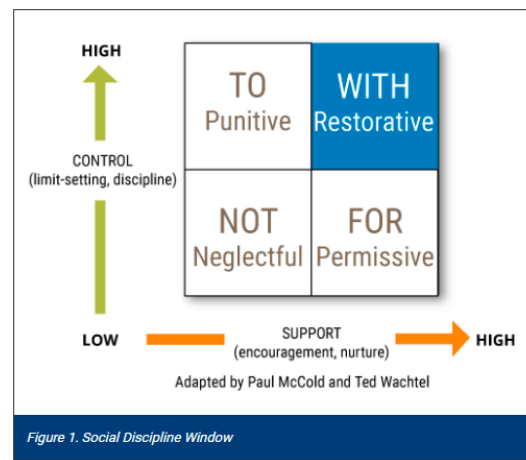 HIGH
TO
Punitive
WITH
Restorative
CONTROL
(limit-setting, discipline)
NOT
Neglectful
FOR
Permissive
LOW
SUPPORT
(encouragement, nurture)
HIGH
Adapted by Paul McCold and Ted Wachtel
Figure 1. Social Discipline Window